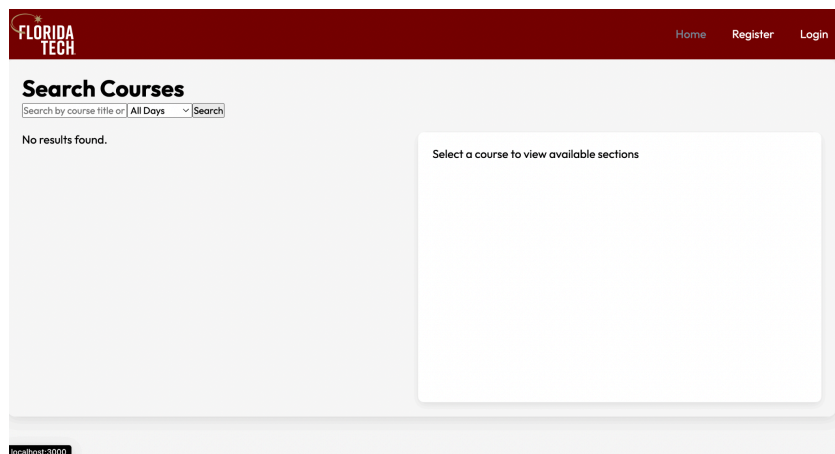 FLORIDA
TECH
Home Register Login
Search Courses
Search by course title or All Days Search
No results found.
Select a course to view available sections
localhost:3000